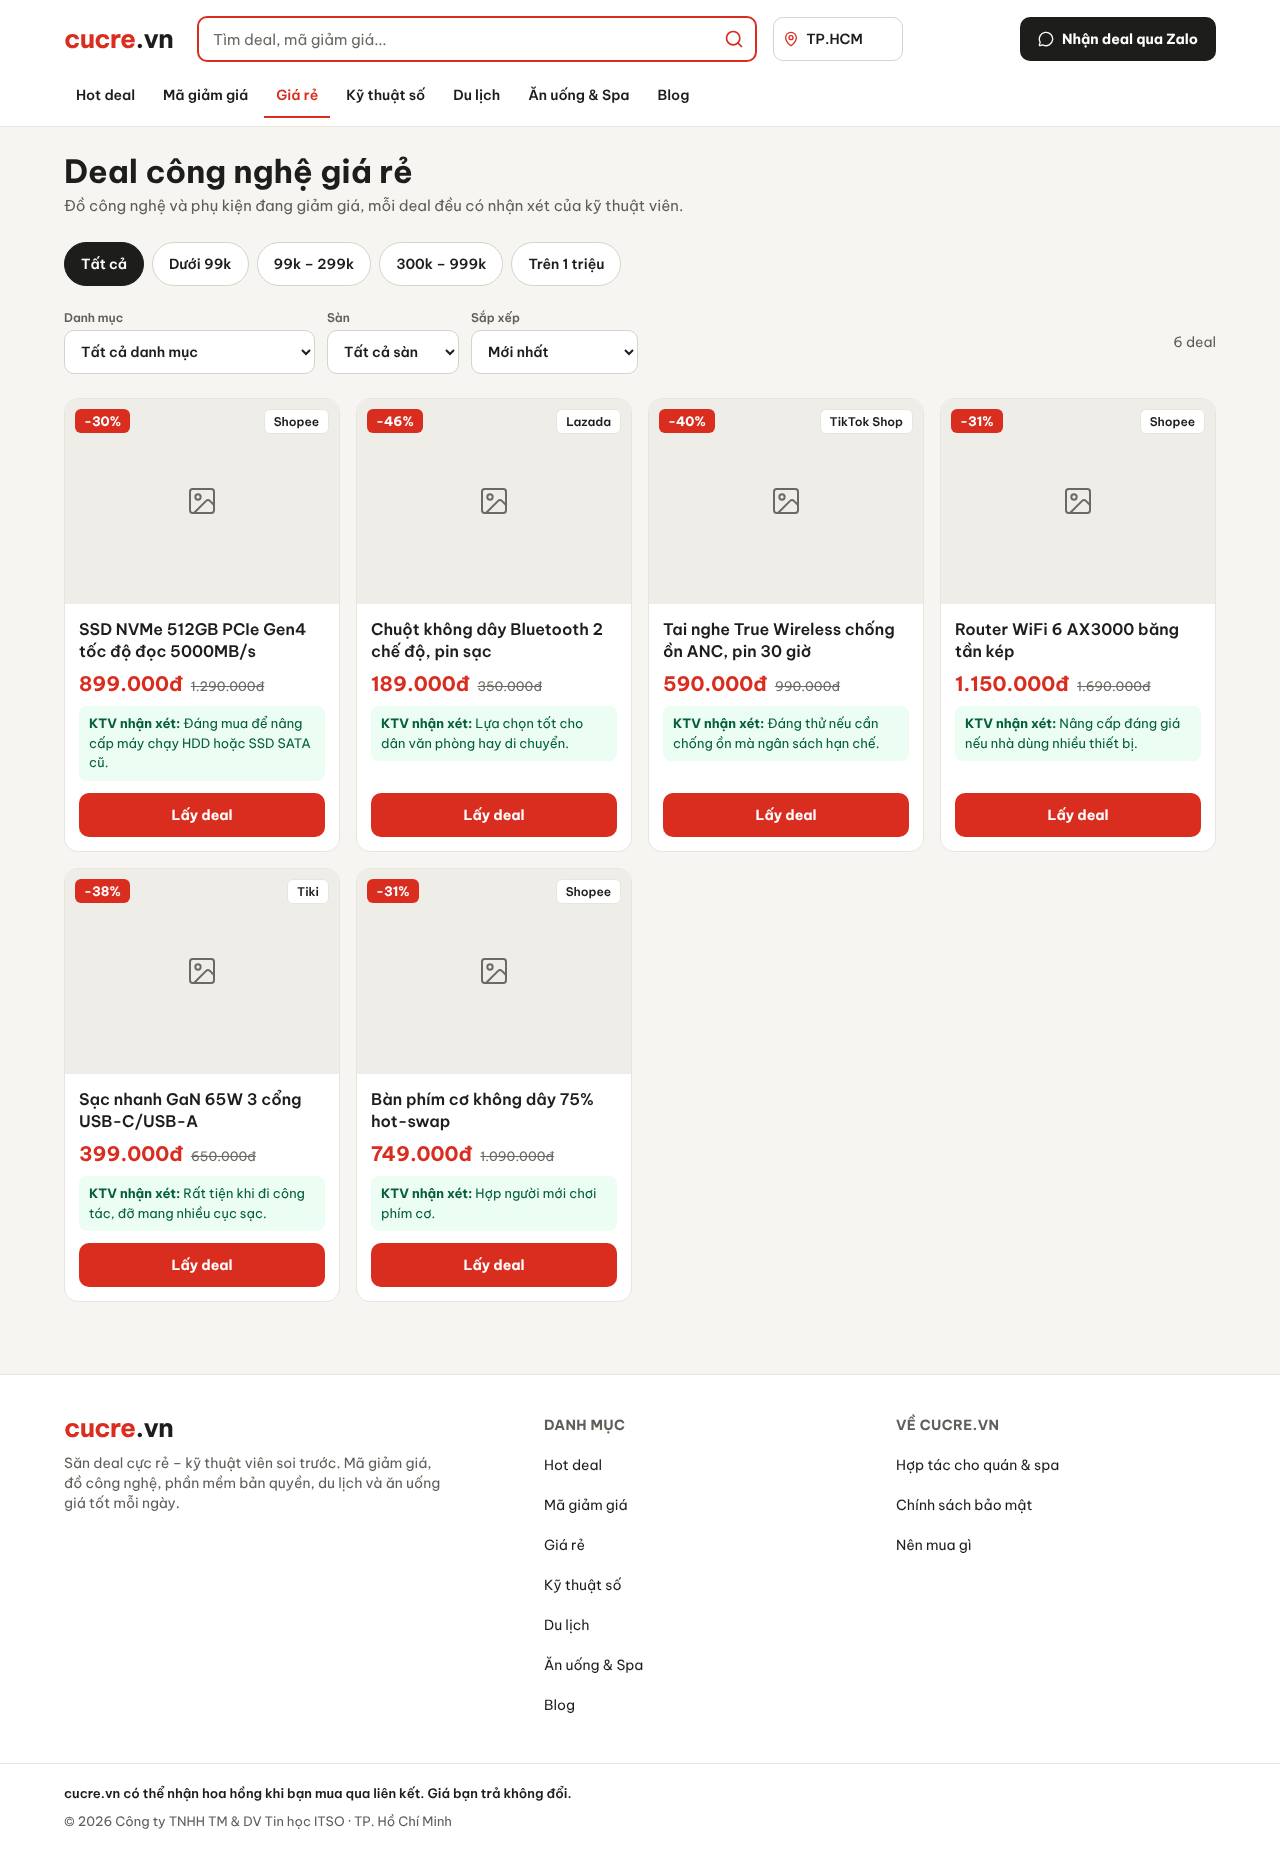 cucre.vn
Tìm deal, mã giảm giá...
TP.HCM
Nhận deal qua Zalo
Hot deal
Mã giảm giá
Giá rẻ
Kỹ thuật số
Du lịch
Ăn uống & Spa
Blog
Deal công nghệ giá rẻ
Đồ công nghệ và phụ kiện đang giảm giá, mỗi deal đều có nhận xét của kỹ thuật viên.
Tất cả
Dưới 99k
99k – 299k
300k – 999k
Trên 1 triệu
Danh mục
Tất cả danh mục
Sàn
Tất cả sàn
Sắp xếp
Mới nhất
6 deal
-30%
Shopee
SSD NVMe 512GB PCIe Gen4
tốc độ đọc 5000MB/s
899.000đ 1.290.000đ
KTV nhận xét: Đáng mua để nâng
cấp máy chạy HDD hoặc SSD SATA
cũ.
Lấy deal
-46%
Lazada
Chuột không dây Bluetooth 2
chế độ, pin sạc
189.000đ 350.000đ
KTV nhận xét: Lựa chọn tốt cho
dân văn phòng hay di chuyển.
Lấy deal
-40%
TikTok Shop
Tai nghe True Wireless chống
ồn ANC, pin 30 giờ
590.000đ 990.000đ
KTV nhận xét: Đáng thử nếu cần
chống ồn mà ngân sách hạn chế.
Lấy deal
-31%
Shopee
Router WiFi 6 AX3000 băng
tần kép
1.150.000đ 1.690.000đ
KTV nhận xét: Nâng cấp đáng giá
nếu nhà dùng nhiều thiết bị.
Lấy deal
-38%
Tiki
Sạc nhanh GaN 65W 3 cổng
USB-C/USB-A
399.000đ 650.000đ
KTV nhận xét: Rất tiện khi đi công
tác, đỡ mang nhiều cục sạc.
Lấy deal
-31%
Shopee
Bàn phím cơ không dây 75%
hot-swap
749.000đ 1.090.000đ
KTV nhận xét: Hợp người mới chơi
phím cơ.
Lấy deal
cucre.vn
Săn deal cực rẻ – kỹ thuật viên soi trước. Mã giảm giá,
đồ công nghệ, phần mềm bản quyền, du lịch và ăn uống
giá tốt mỗi ngày.
DANH MỤC
Hot deal
Mã giảm giá
Giá rẻ
Kỹ thuật số
Du lịch
Ăn uống & Spa
Blog
VỀ CUCRE.VN
Hợp tác cho quán & spa
Chính sách bảo mật
Nên mua gì
cucre.vn có thể nhận hoa hồng khi bạn mua qua liên kết. Giá bạn trả không đổi.
© 2026 Công ty TNHH TM & DV Tin học ITSO · TP. Hồ Chí Minh